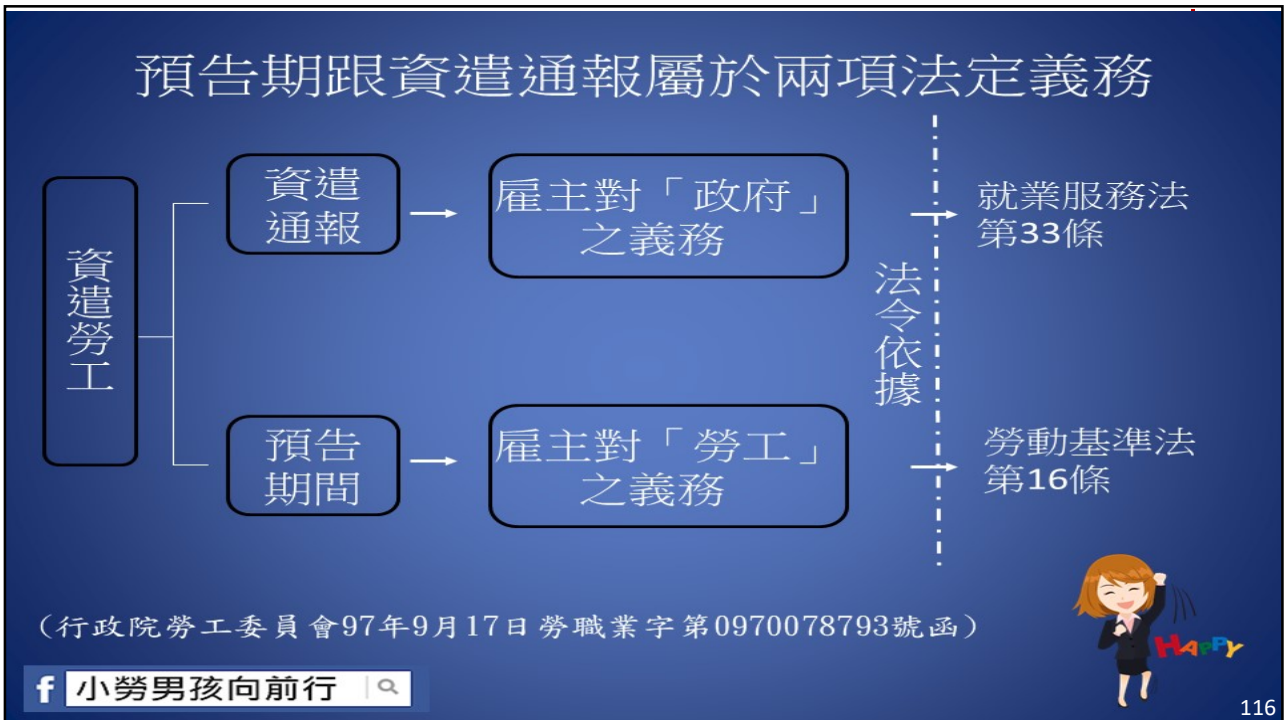 預告期跟資遣通報屬於兩項法定義務
資遣勞工
資遣
通報
雇主對「政府」
之義務
就業服務法
第33條
法令依據
預告
期間
雇主對「勞工」
之義務
勞動基準法
第16條
(行政院勞工委員會97年9月17日勞職業字第0970078793號函)
HAPPY
f 小勞男孩向前行
116